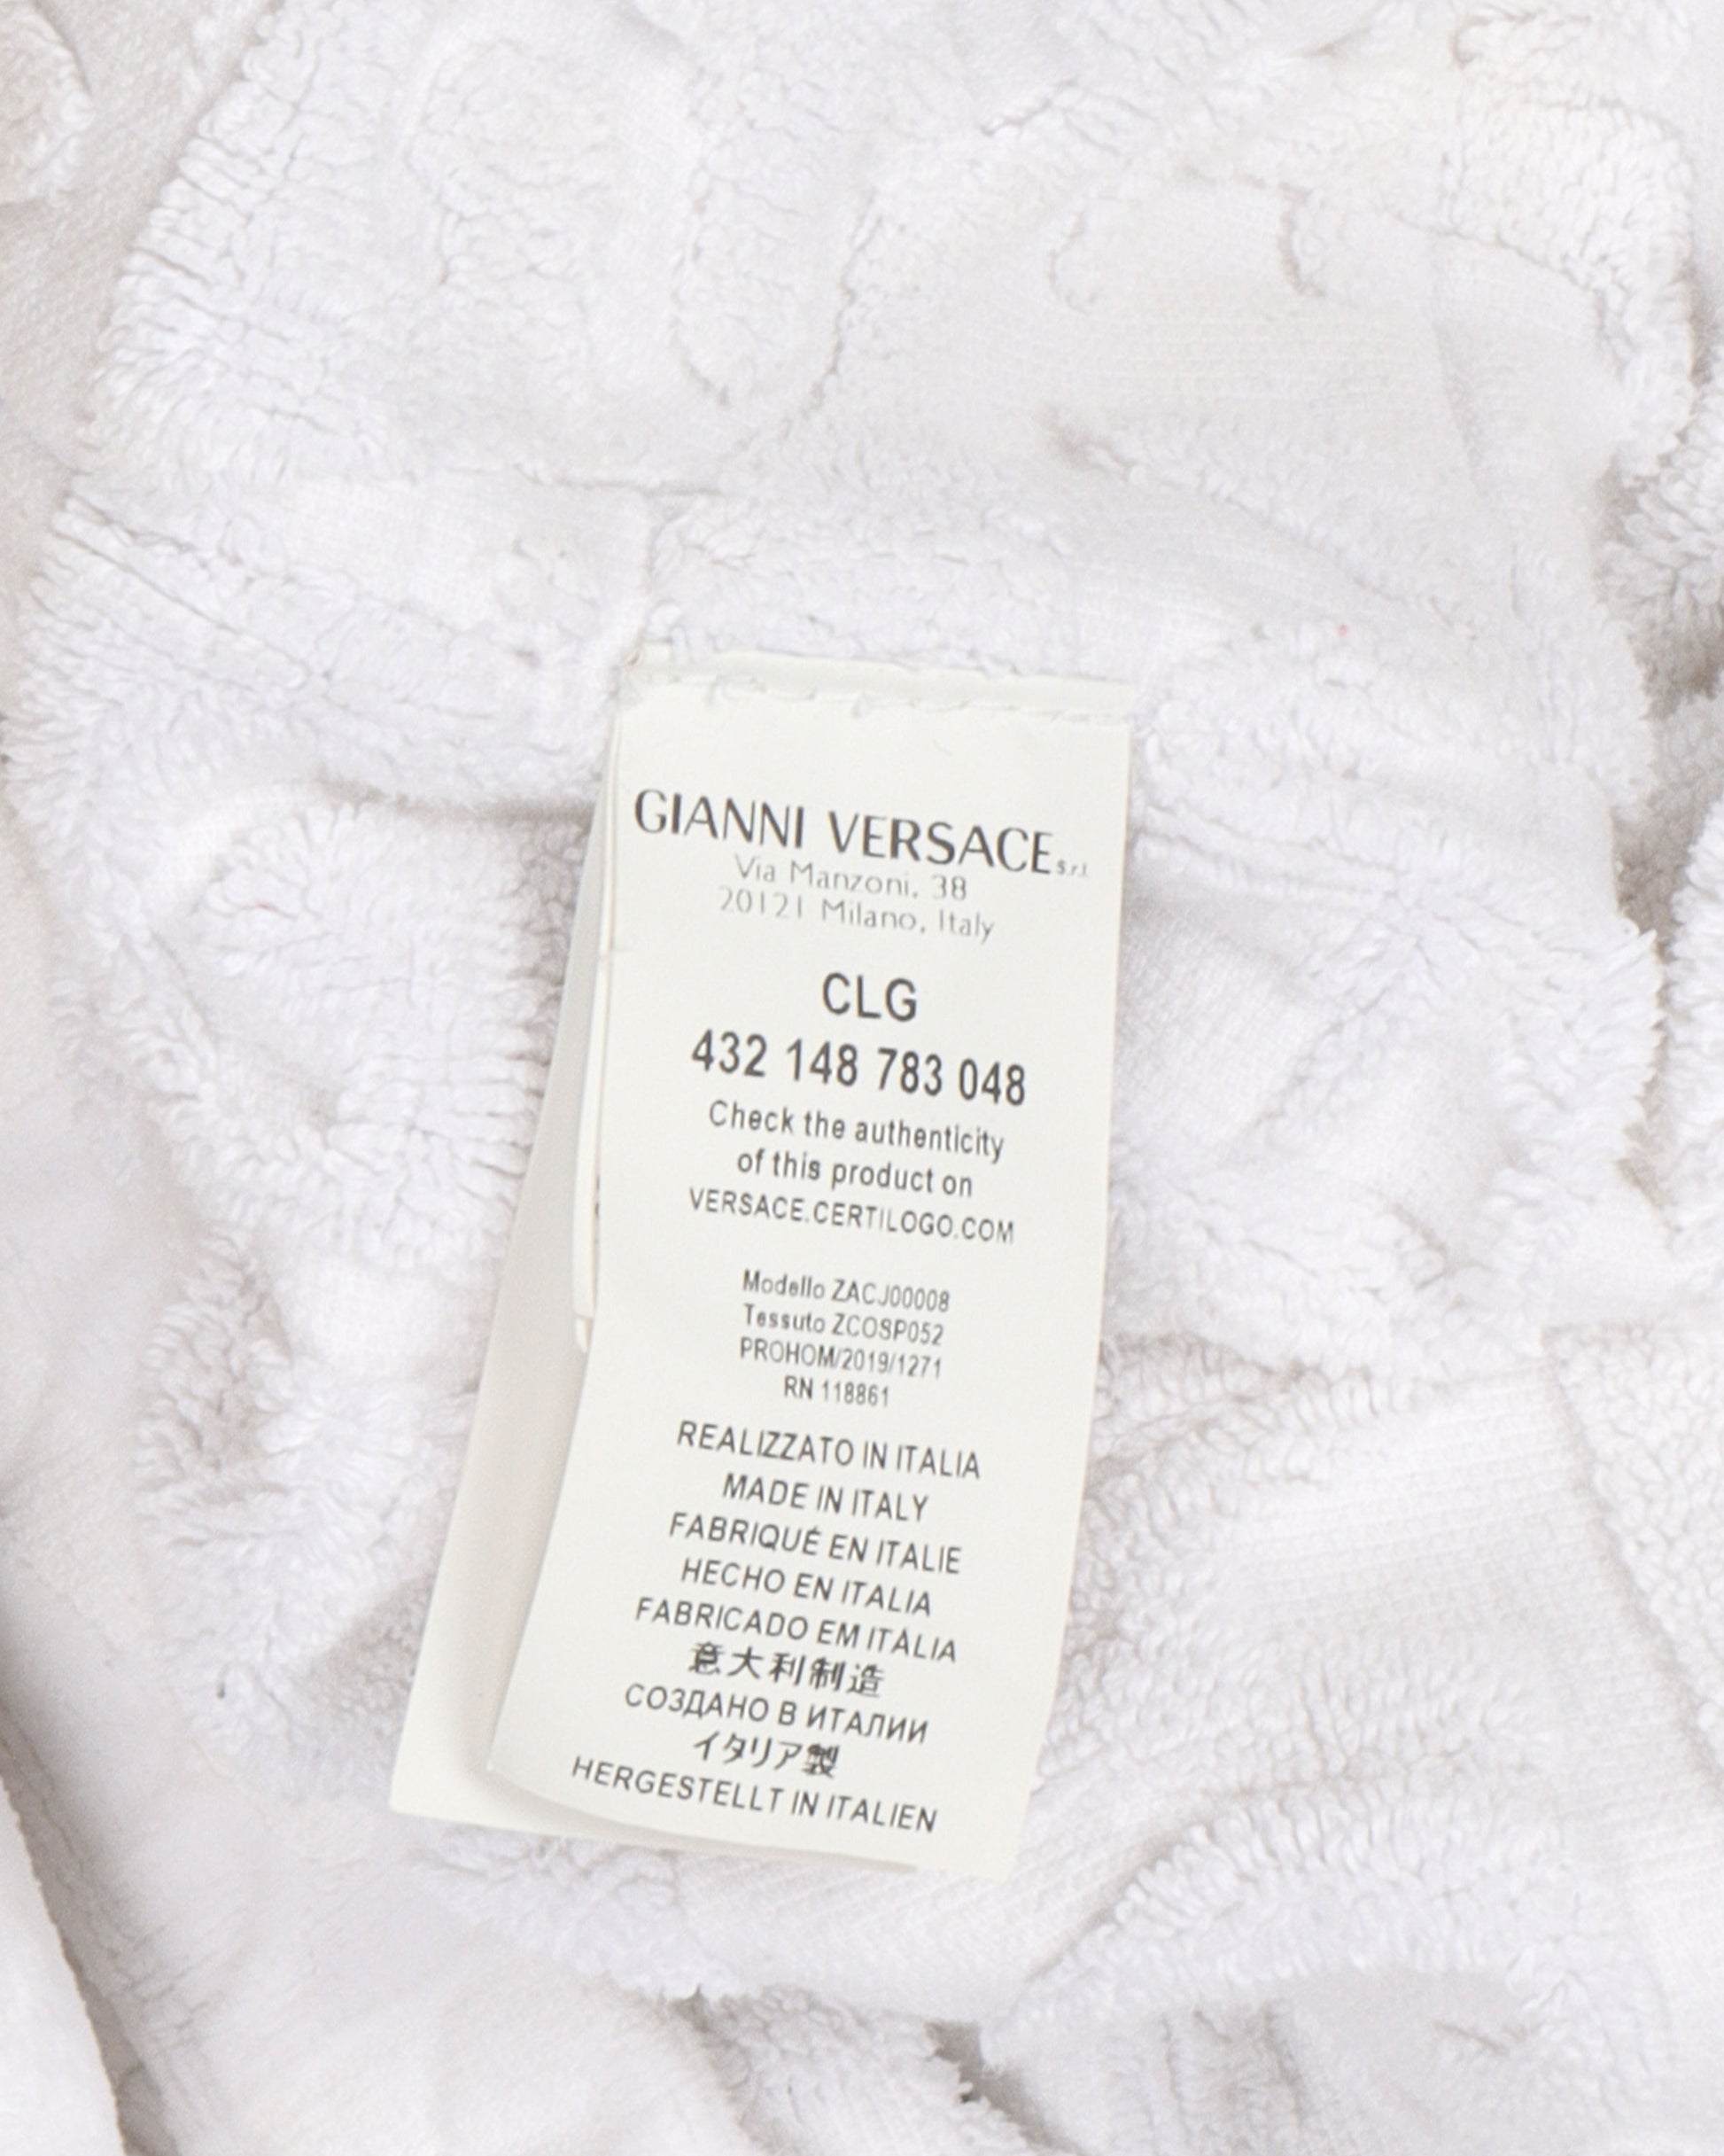 GIANNI VERSACE s.r.l.
Via Manzoni, 38
20121 Milano, Italy
CLG
432 148 783 048
Check the authenticity
of this product on
VERSACE.CERTILOGO.COM
Modello ZACJ00008
Tessuto ZCOSP052
PROHOM/2019/1271
RN 118861
REALIZZATO IN ITALIA
MADE IN ITALY
FABRIQUÉ EN ITALIE
HECHO EN ITALIA
FABRICADO EM ITÁLIA
意大利制造
СОЗДАНО В ИТАЛИИ
イタリア製
HERGESTELLT IN ITALIEN